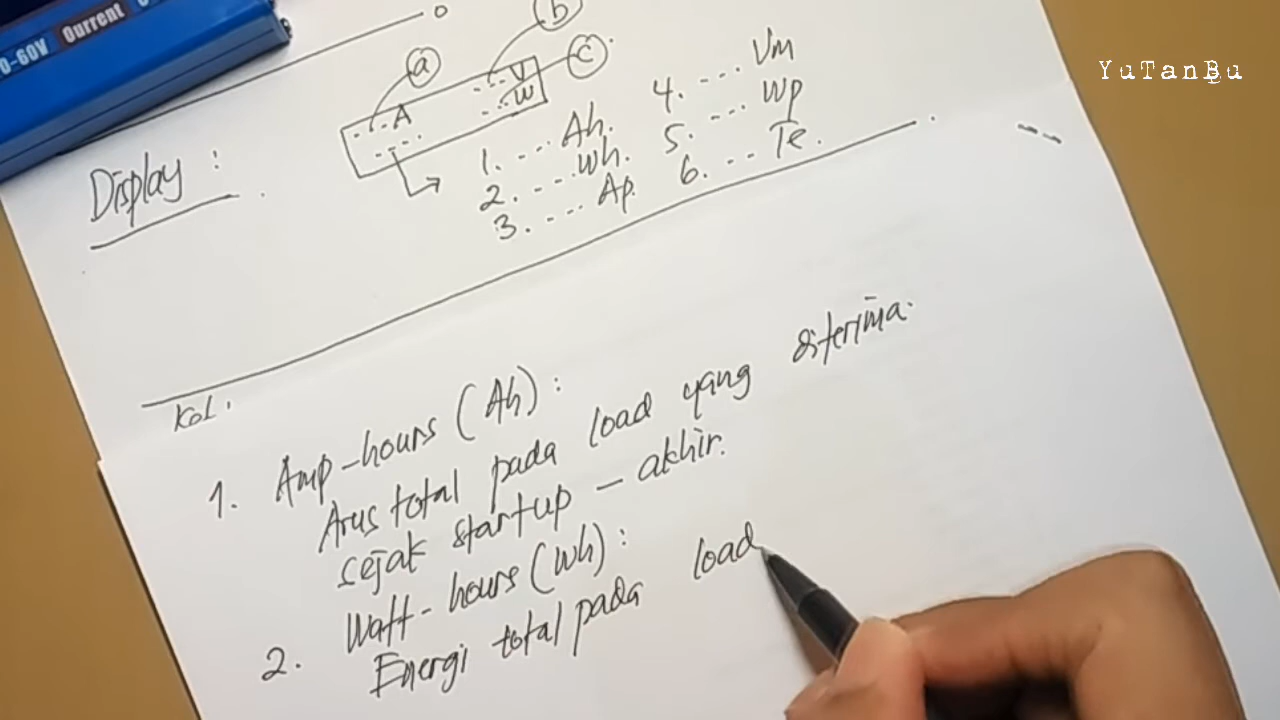 0-60V Current
YuTanBu
a
b
c
A
V
W
Display :
1. ---- Ah.
2. ---- Wh.
3. ---- Ap.
4. ---- Vm
5. ---- Wp
6. --- Te.
Ket.
1. Amp-hours (Ah) :
Arus total pada load yang diterima.
sejak startup - akhir.
2. Watt-hours (Wh) :
Energi total pada load